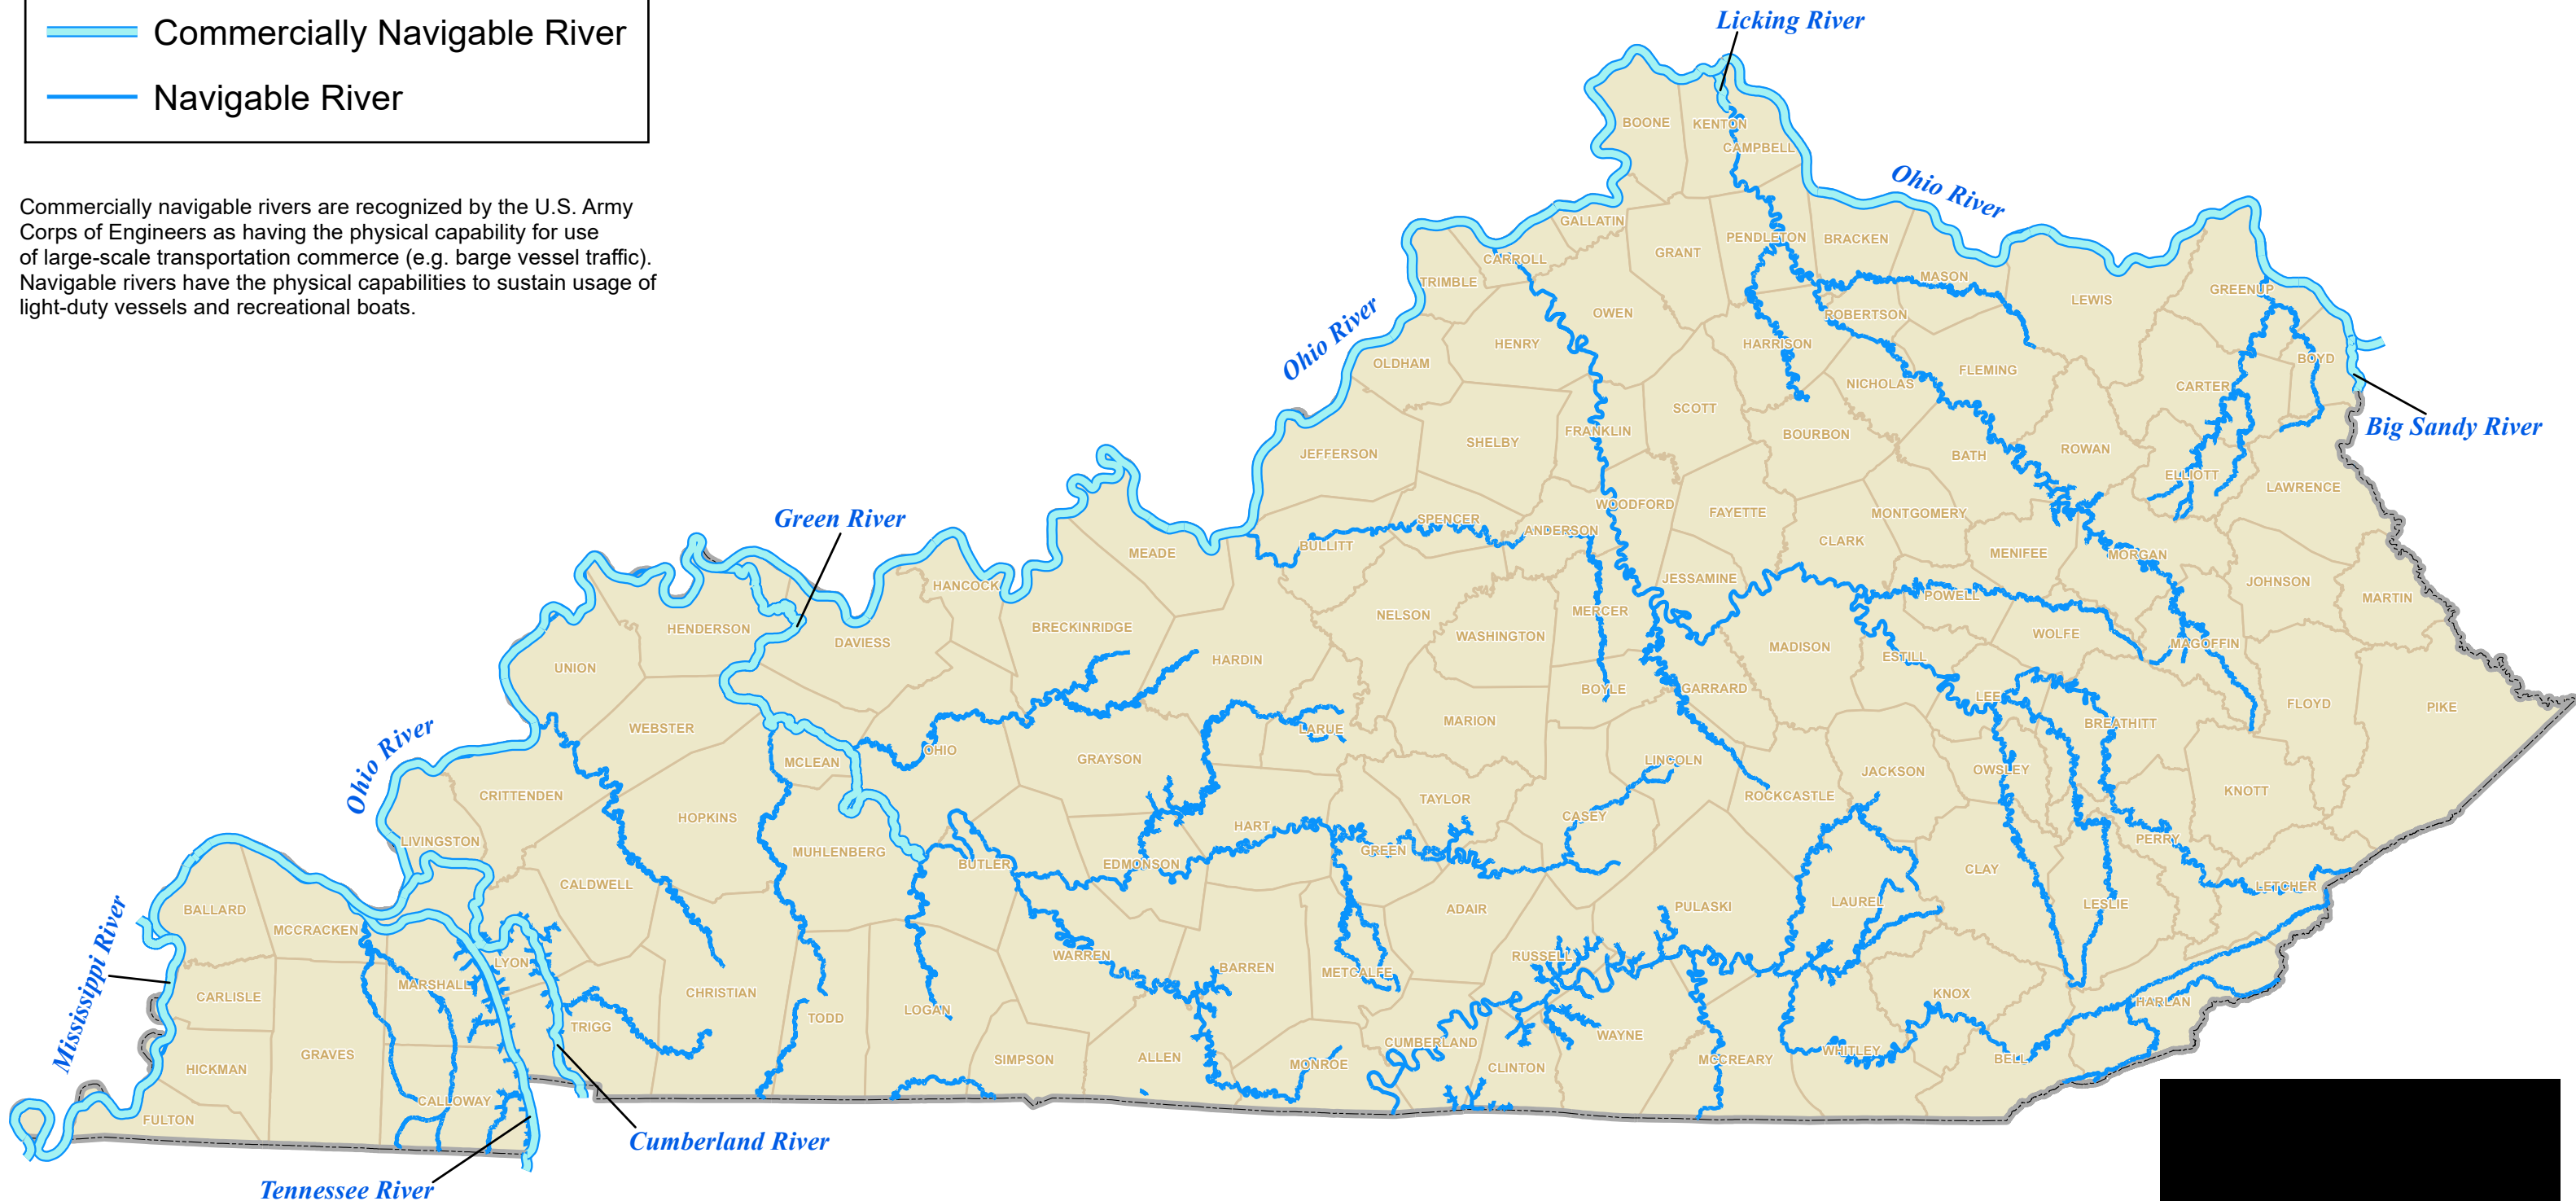 Commercially Navigable River
Navigable River
Commercially navigable rivers are recognized by the U.S. Army
Corps of Engineers as having the physical capability for use
of large-scale transportation commerce (e.g. barge vessel traffic).
Navigable rivers have the physical capabilities to sustain usage of
light-duty vessels and recreational boats.
Licking River
Ohio River
Ohio River
Big Sandy River
Green River
Ohio River
Mississippi River
Cumberland River
Tennessee River
BOONE
KENTON
CAMPBELL
GALLATIN
GRANT
PENDLETON
BRACKEN
CARROLL
TRIMBLE
MASON
LEWIS
GREENUP
OWEN
ROBERTSON
HENRY
HARRISON
OLDHAM
BOYD
FLEMING
NICHOLAS
CARTER
SCOTT
FRANKLIN
BOURBON
SHELBY
JEFFERSON
BATH
ROWAN
ELLIOTT
LAWRENCE
WOODFORD
FAYETTE
MONTGOMERY
SPENCER
ANDERSON
BULLITT
CLARK
MENIFEE
MORGAN
MEADE
JESSAMINE
JOHNSON
HANCOCK
POWELL
MARTIN
NELSON
MERCER
HENDERSON
DAVIESS
BRECKINRIDGE
WASHINGTON
WOLFE
MAGOFFIN
MADISON
ESTILL
UNION
HARDIN
BOYLE
GARRARD
LEE
FLOYD
PIKE
WEBSTER
LARUE
MARION
BREATHITT
OHIO
MCLEAN
GRAYSON
LINCOLN
JACKSON
OWSLEY
CRITTENDEN
HOPKINS
TAYLOR
ROCKCASTLE
KNOTT
CASEY
LIVINGSTON
HART
MUHLENBERG
GREEN
PERRY
BUTLER
EDMONSON
CLAY
CALDWELL
LETCHER
BALLARD
ADAIR
PULASKI
LAUREL
LESLIE
MCCRACKEN
WARREN
RUSSELL
LYON
BARREN
METCALFE
MARSHALL
CARLISLE
CHRISTIAN
KNOX
HARLAN
LOGAN
TODD
TRIGG
WAYNE
CUMBERLAND
GRAVES
SIMPSON
ALLEN
MONROE
CLINTON
MCCREARY
WHITLEY
BELL
HICKMAN
CALLOWAY
FULTON